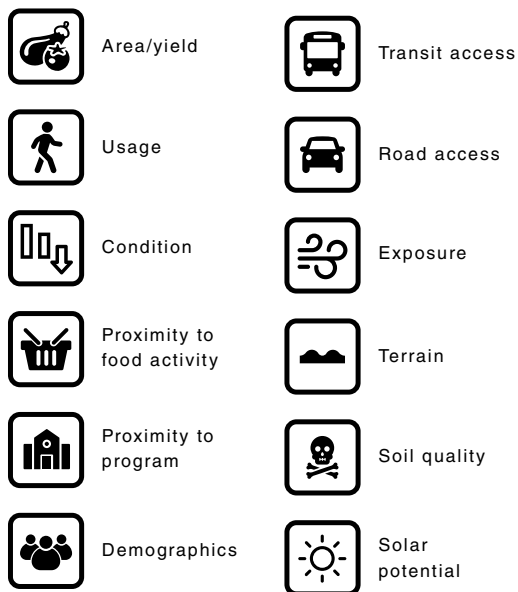 Area/yield
Usage
Condition
Proximity to
food activity
Proximity to
program
Demographics
Transit access
Road access
Exposure
Terrain
Soil quality
Solar
potential